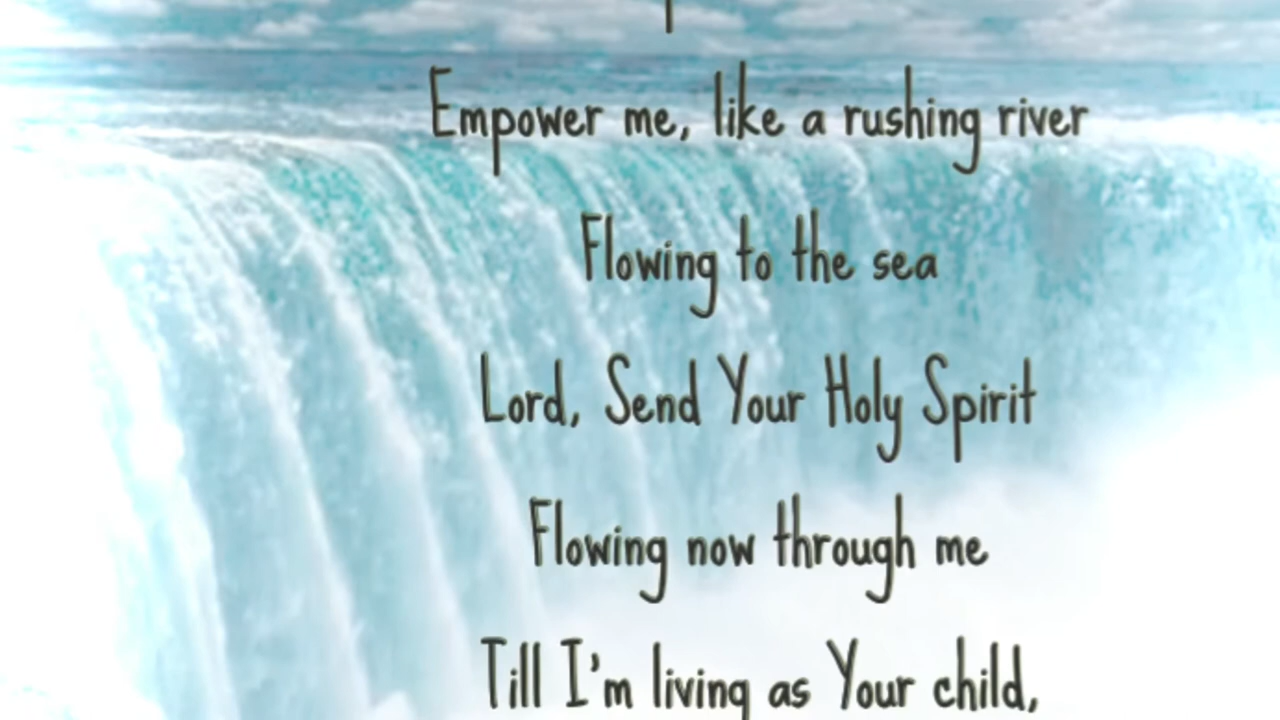 Empower me, like a rushing river
Flowing to the sea
Lord, Send Your Holy Spirit
Flowing now through me
Till I'm living as Your child,